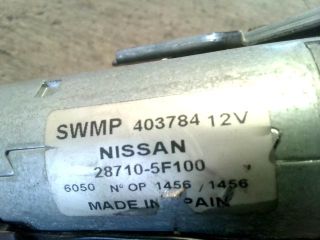 SWMP 403784 12V
NISSAN
28710-5F100
6050 Nº OP 1456 / 1456
MADE IN SPAIN